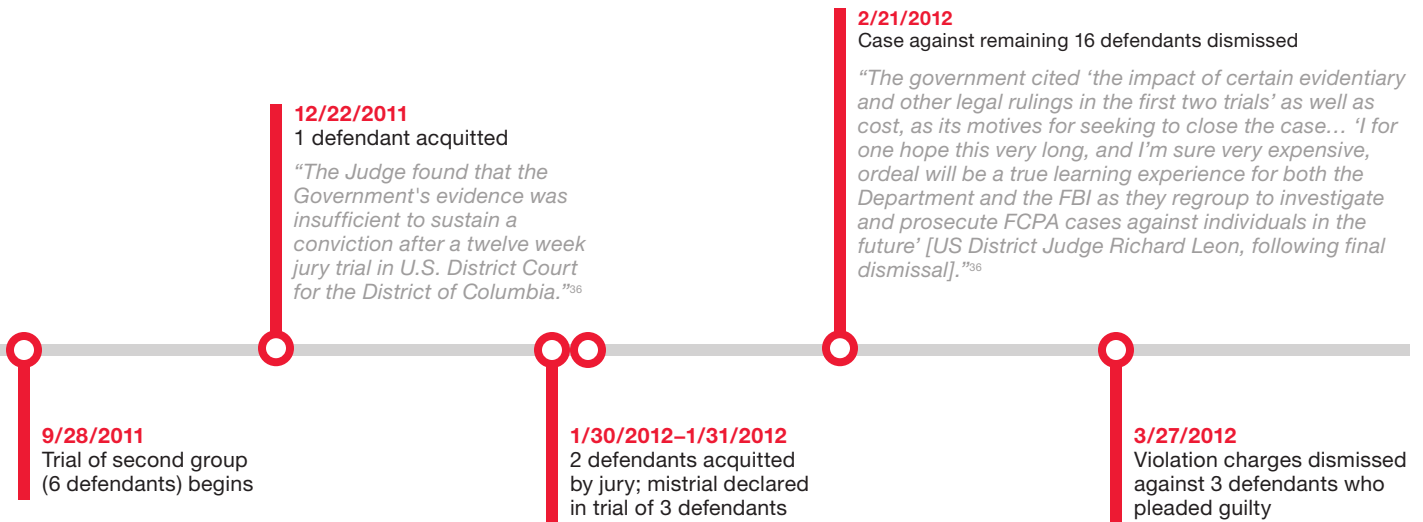 2/21/2012
Case against remaining 16 defendants dismissed
“The government cited ‘the impact of certain evidentiary
and other legal rulings in the first two trials’ as well as
cost, as its motives for seeking to close the case… ‘I for
one hope this very long, and I’m sure very expensive,
ordeal will be a true learning experience for both the
Department and the FBI as they regroup to investigate
and prosecute FCPA cases against individuals in the
future’ [US District Judge Richard Leon, following final
dismissal].”36
12/22/2011
1 defendant acquitted
“The Judge found that the
Government's evidence was
insufficient to sustain a
conviction after a twelve week
jury trial in U.S. District Court
for the District of Columbia.”36
9/28/2011
Trial of second group
(6 defendants) begins
1/30/2012–1/31/2012
2 defendants acquitted
by jury; mistrial declared
in trial of 3 defendants
3/27/2012
Violation charges dismissed
against 3 defendants who
pleaded guilty